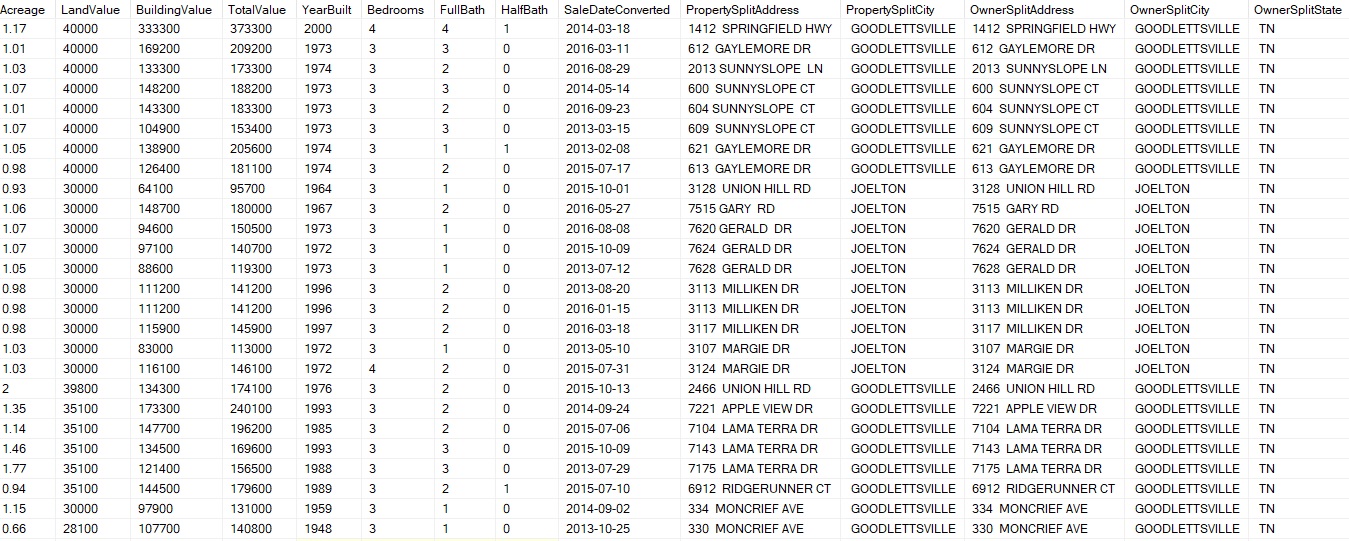 Acreage LandValue BuildingValue TotalValue YearBuilt Bedrooms FullBath HalfBath SaleDateConverted PropertySplitAddress PropertySplitCity OwnerSplitAddress OwnerSplitCity OwnerSplitState
1.17 40000 333300 373300 2000 4 4 1 2014-03-18 1412 SPRINGFIELD HWY GOODLETTSVILLE 1412 SPRINGFIELD HWY GOODLETTSVILLE TN
1.01 40000 169200 209200 1973 3 3 0 2016-03-11 612 GAYLEMORE DR GOODLETTSVILLE 612 GAYLEMORE DR GOODLETTSVILLE TN
1.03 40000 133300 173300 1974 3 2 0 2016-08-29 2013 SUNNYSLOPE LN GOODLETTSVILLE 2013 SUNNYSLOPE LN GOODLETTSVILLE TN
1.07 40000 148200 188200 1973 3 3 0 2014-05-14 600 SUNNYSLOPE CT GOODLETTSVILLE 600 SUNNYSLOPE CT GOODLETTSVILLE TN
1.01 40000 143300 183300 1973 3 2 0 2016-09-23 604 SUNNYSLOPE CT GOODLETTSVILLE 604 SUNNYSLOPE CT GOODLETTSVILLE TN
1.07 40000 104900 153400 1973 3 3 0 2013-03-15 609 SUNNYSLOPE CT GOODLETTSVILLE 609 SUNNYSLOPE CT GOODLETTSVILLE TN
1.05 40000 138900 205600 1974 3 1 1 2013-02-08 621 GAYLEMORE DR GOODLETTSVILLE 621 GAYLEMORE DR GOODLETTSVILLE TN
0.98 40000 126400 181100 1974 3 2 0 2015-07-17 613 GAYLEMORE DR GOODLETTSVILLE 613 GAYLEMORE DR GOODLETTSVILLE TN
0.93 30000 64100 95700 1964 3 1 0 2015-10-01 3128 UNION HILL RD JOELTON 3128 UNION HILL RD JOELTON TN
1.06 30000 148700 180000 1967 3 2 0 2016-05-27 7515 GARY RD JOELTON 7515 GARY RD JOELTON TN
1.07 30000 94600 150500 1973 3 1 0 2016-08-08 7620 GERALD DR JOELTON 7620 GERALD DR JOELTON TN
1.07 30000 97100 140700 1972 3 1 0 2015-10-09 7624 GERALD DR JOELTON 7624 GERALD DR JOELTON TN
1.05 30000 88600 119300 1973 3 1 0 2013-07-12 7628 GERALD DR JOELTON 7628 GERALD DR JOELTON TN
0.98 30000 111200 141200 1996 3 2 0 2013-08-20 3113 MILLIKEN DR JOELTON 3113 MILLIKEN DR JOELTON TN
0.98 30000 111200 141200 1996 3 2 0 2016-01-15 3113 MILLIKEN DR JOELTON 3113 MILLIKEN DR JOELTON TN
0.98 30000 115900 145900 1997 3 2 0 2016-03-18 3117 MILLIKEN DR JOELTON 3117 MILLIKEN DR JOELTON TN
1.03 30000 83000 113000 1972 3 1 0 2013-05-10 3107 MARGIE DR JOELTON 3107 MARGIE DR JOELTON TN
1.03 30000 116100 146100 1972 4 2 0 2015-07-31 3124 MARGIE DR JOELTON 3124 MARGIE DR JOELTON TN
2 39800 134300 174100 1976 3 2 0 2015-10-13 2466 UNION HILL RD GOODLETTSVILLE 2466 UNION HILL RD GOODLETTSVILLE TN
1.35 35100 173300 240100 1993 3 2 0 2014-09-24 7221 APPLE VIEW DR GOODLETTSVILLE 7221 APPLE VIEW DR GOODLETTSVILLE TN
1.14 35100 147700 196200 1985 3 2 0 2015-07-06 7104 LAMA TERRA DR GOODLETTSVILLE 7104 LAMA TERRA DR GOODLETTSVILLE TN
1.46 35100 134500 169600 1993 3 3 0 2015-10-09 7143 LAMA TERRA DR GOODLETTSVILLE 7143 LAMA TERRA DR GOODLETTSVILLE TN
1.77 35100 121400 156500 1988 3 3 0 2013-07-29 7175 LAMA TERRA DR GOODLETTSVILLE 7175 LAMA TERRA DR GOODLETTSVILLE TN
0.94 35100 144500 179600 1989 3 2 1 2015-07-10 6912 RIDGERUNNER CT GOODLETTSVILLE 6912 RIDGERUNNER CT GOODLETTSVILLE TN
1.15 30000 97900 131000 1959 3 1 0 2014-09-02 334 MONCRIEF AVE GOODLETTSVILLE 334 MONCRIEF AVE GOODLETTSVILLE TN
0.66 28100 107700 140800 1948 3 1 0 2013-10-25 330 MONCRIEF AVE GOODLETTSVILLE 330 MONCRIEF AVE GOODLETTSVILLE TN